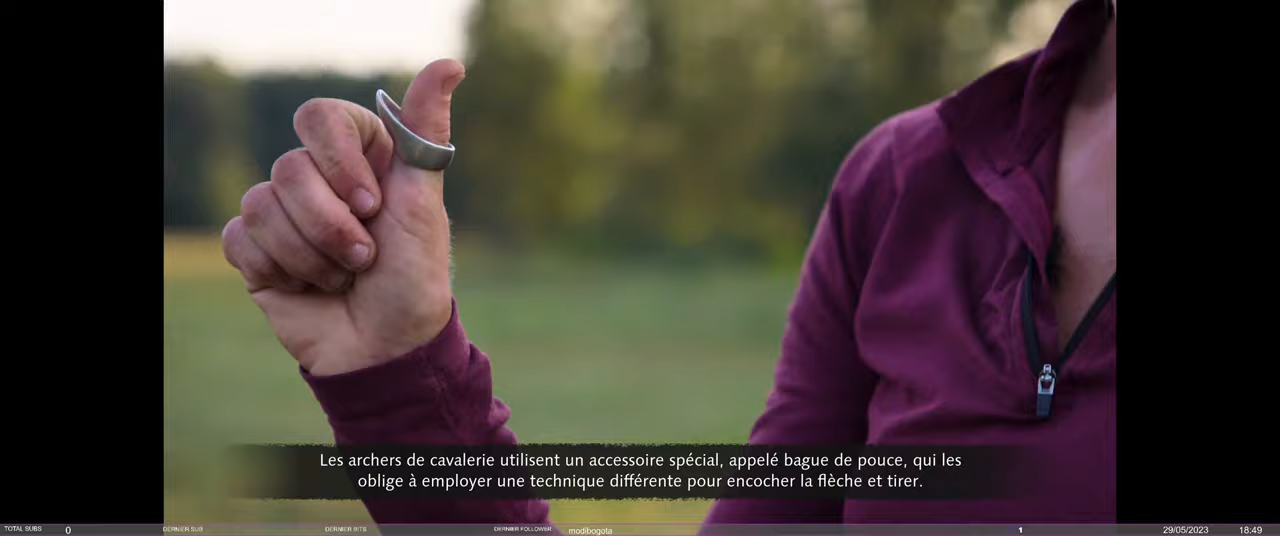 Les archers de cavalerie utilisent un accessoire spécial, appelé bague de pouce, qui les
oblige à employer une technique différente pour encocher la flèche et tirer.
TOTAL SUBS 0 DERNIER SUB DERNIER BITS DERNIER FOLLOWER modibogota 1 29/05/2023 18:49